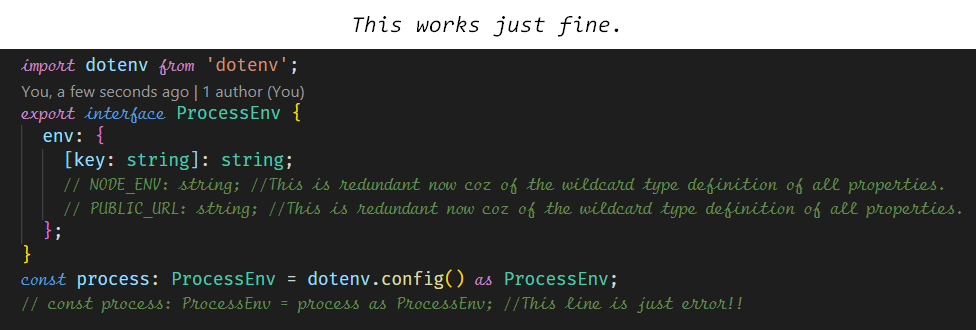 This works just fine.
import dotenv from 'dotenv';
You, a few seconds ago | 1 author (You)
export interface ProcessEnv {
env: {
[key: string]: string;
// NODE_ENV: string; //This is redundant now coz of the wildcard type definition of all properties.
// PUBLIC_URL: string; //This is redundant now coz of the wildcard type definition of all properties.
};
}
const process: ProcessEnv = dotenv.config() as ProcessEnv;
// const process: ProcessEnv = process as ProcessEnv; //This line is just error!!